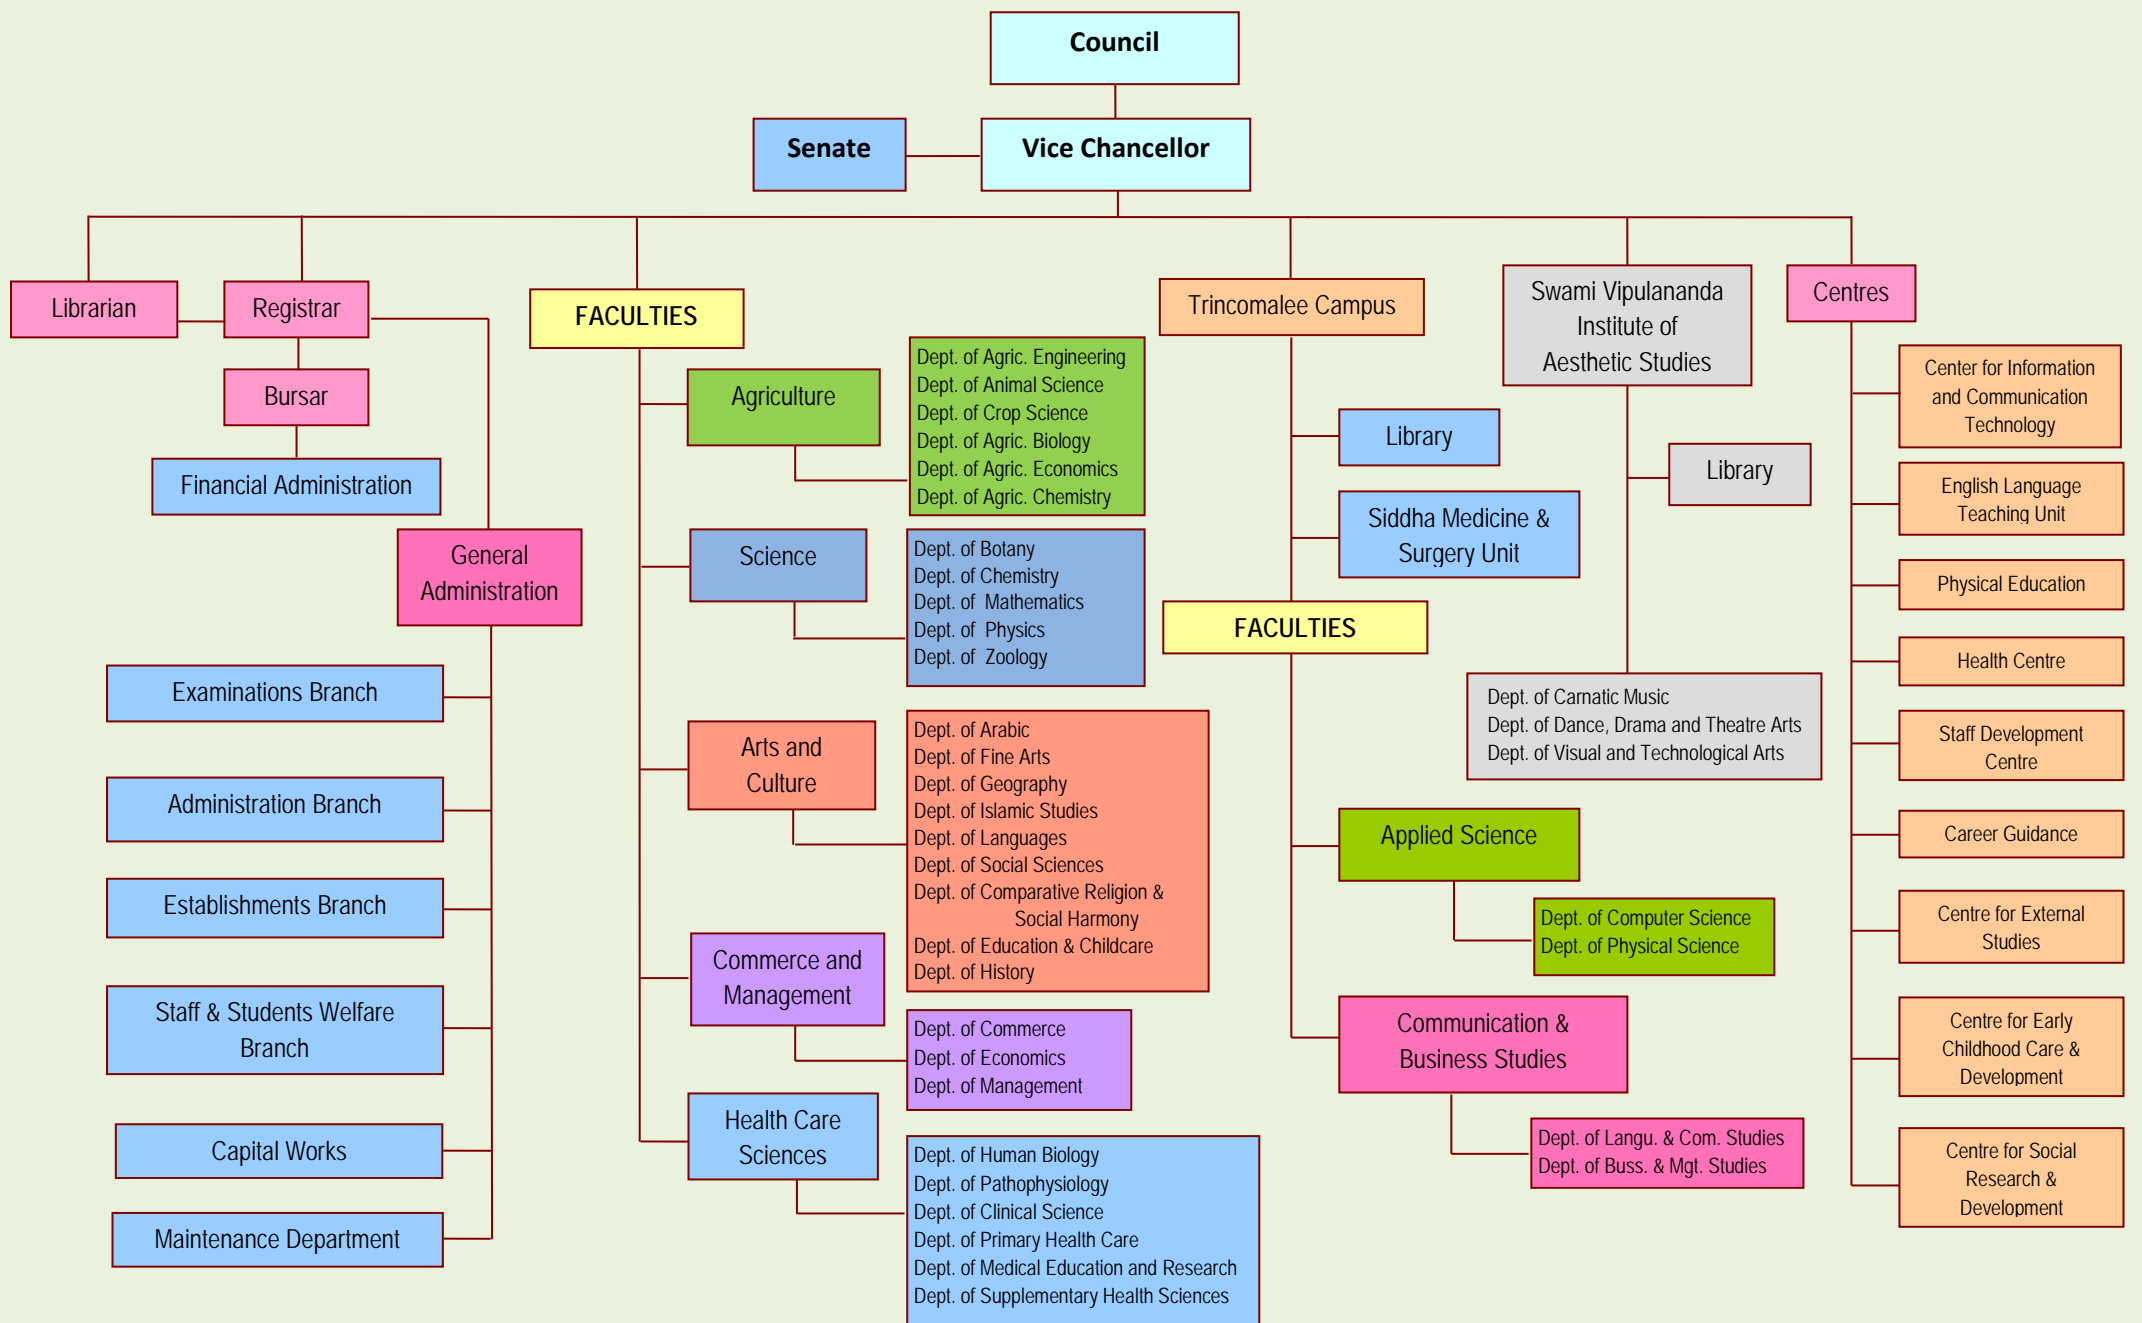 Council
Senate
Vice Chancellor
Librarian
Registrar
Bursar
Financial Administration
General
Administration
Examinations Branch
Administration Branch
Establishments Branch
Staff & Students Welfare
Branch
Capital Works
Maintenance Department
FACULTIES
Agriculture
Dept. of Agric. Engineering
Dept. of Animal Science
Dept. of Crop Science
Dept. of Agric. Biology
Dept. of Agric. Economics
Dept. of Agric. Chemistry
Science
Dept. of Botany
Dept. of Chemistry
Dept. of Mathematics
Dept. of Physics
Dept. of Zoology
Arts and
Culture
Dept. of Arabic
Dept. of Fine Arts
Dept. of Geography
Dept. of Islamic Studies
Dept. of Languages
Dept. of Social Sciences
Dept. of Comparative Religion &
Social Harmony
Dept. of Education & Childcare
Dept. of History
Commerce and
Management
Dept. of Commerce
Dept. of Economics
Dept. of Management
Health Care
Sciences
Dept. of Human Biology
Dept. of Pathophysiology
Dept. of Clinical Science
Dept. of Primary Health Care
Dept. of Medical Education and Research
Dept. of Supplementary Health Sciences
Trincomalee Campus
Library
Siddha Medicine &
Surgery Unit
FACULTIES
Applied Science
Dept. of Computer Science
Dept. of Physical Science
Communication &
Business Studies
Dept. of Langu. & Com. Studies
Dept. of Buss. & Mgt. Studies
Swami Vipulananda
Institute of
Aesthetic Studies
Library
Dept. of Carnatic Music
Dept. of Dance, Drama and Theatre Arts
Dept. of Visual and Technological Arts
Centres
Center for Information
and Communication
Technology
English Language
Teaching Unit
Physical Education
Health Centre
Staff Development
Centre
Career Guidance
Centre for External
Studies
Centre for Early
Childhood Care &
Development
Centre for Social
Research &
Development